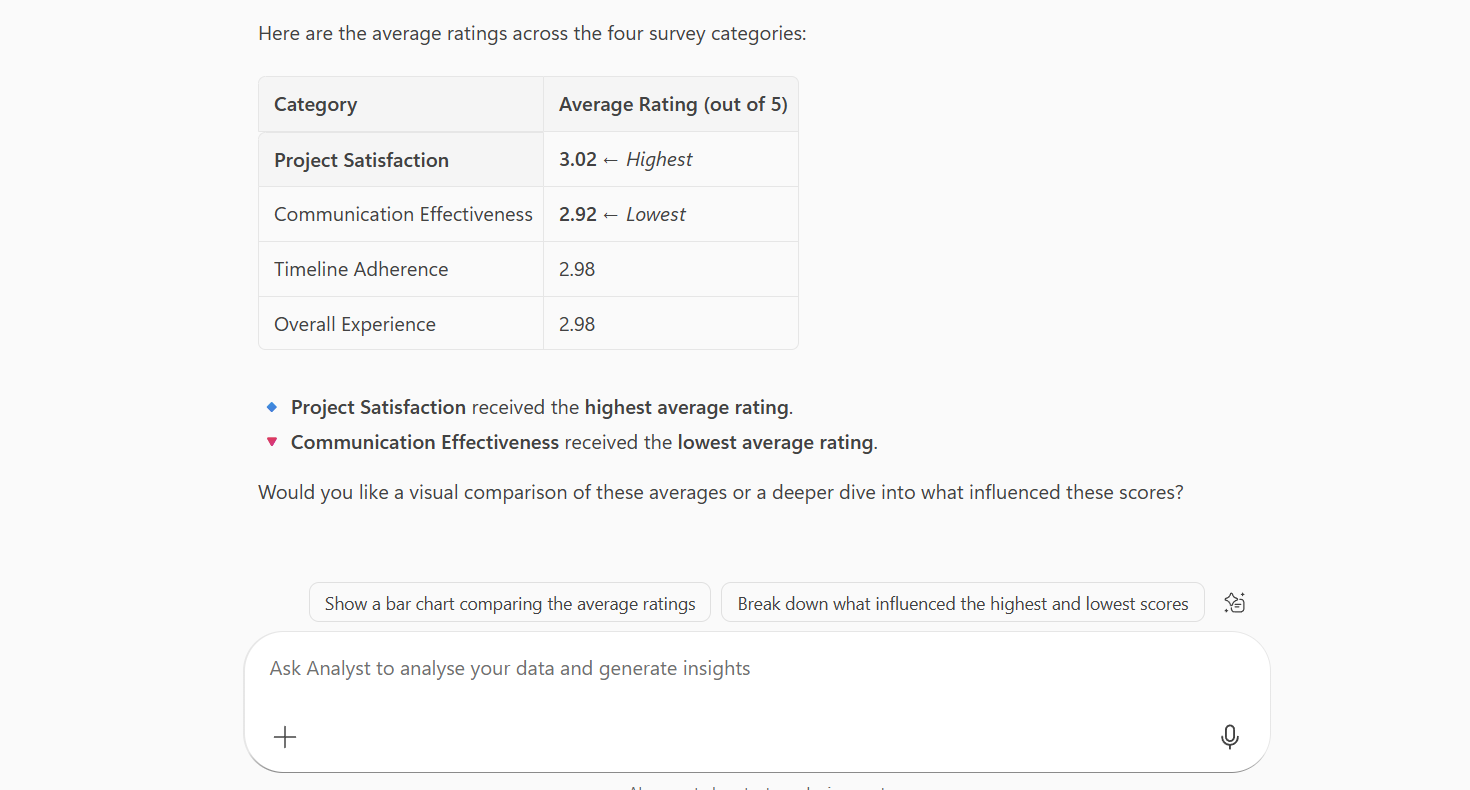 Here are the average ratings across the four survey categories:
Category Average Rating (out of 5)
Project Satisfaction 3.02 ← Highest
Communication Effectiveness 2.92 ← Lowest
Timeline Adherence 2.98
Overall Experience 2.98
Project Satisfaction received the highest average rating.
Communication Effectiveness received the lowest average rating.
Would you like a visual comparison of these averages or a deeper dive into what influenced these scores?
Show a bar chart comparing the average ratings Break down what influenced the highest and lowest scores
Ask Analyst to analyse your data and generate insights